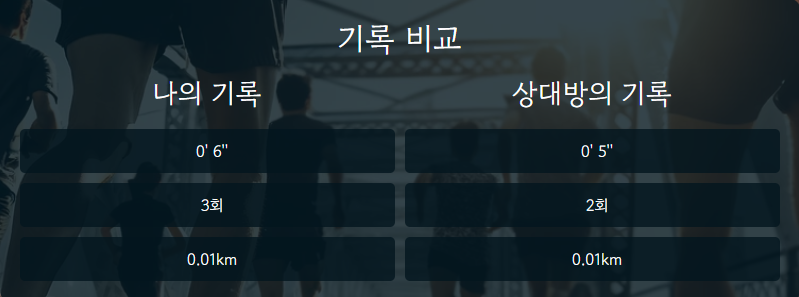 기록 비교
나의 기록 상대방의 기록
0' 6'' 0' 5''
3회 2회
0.01km 0.01km